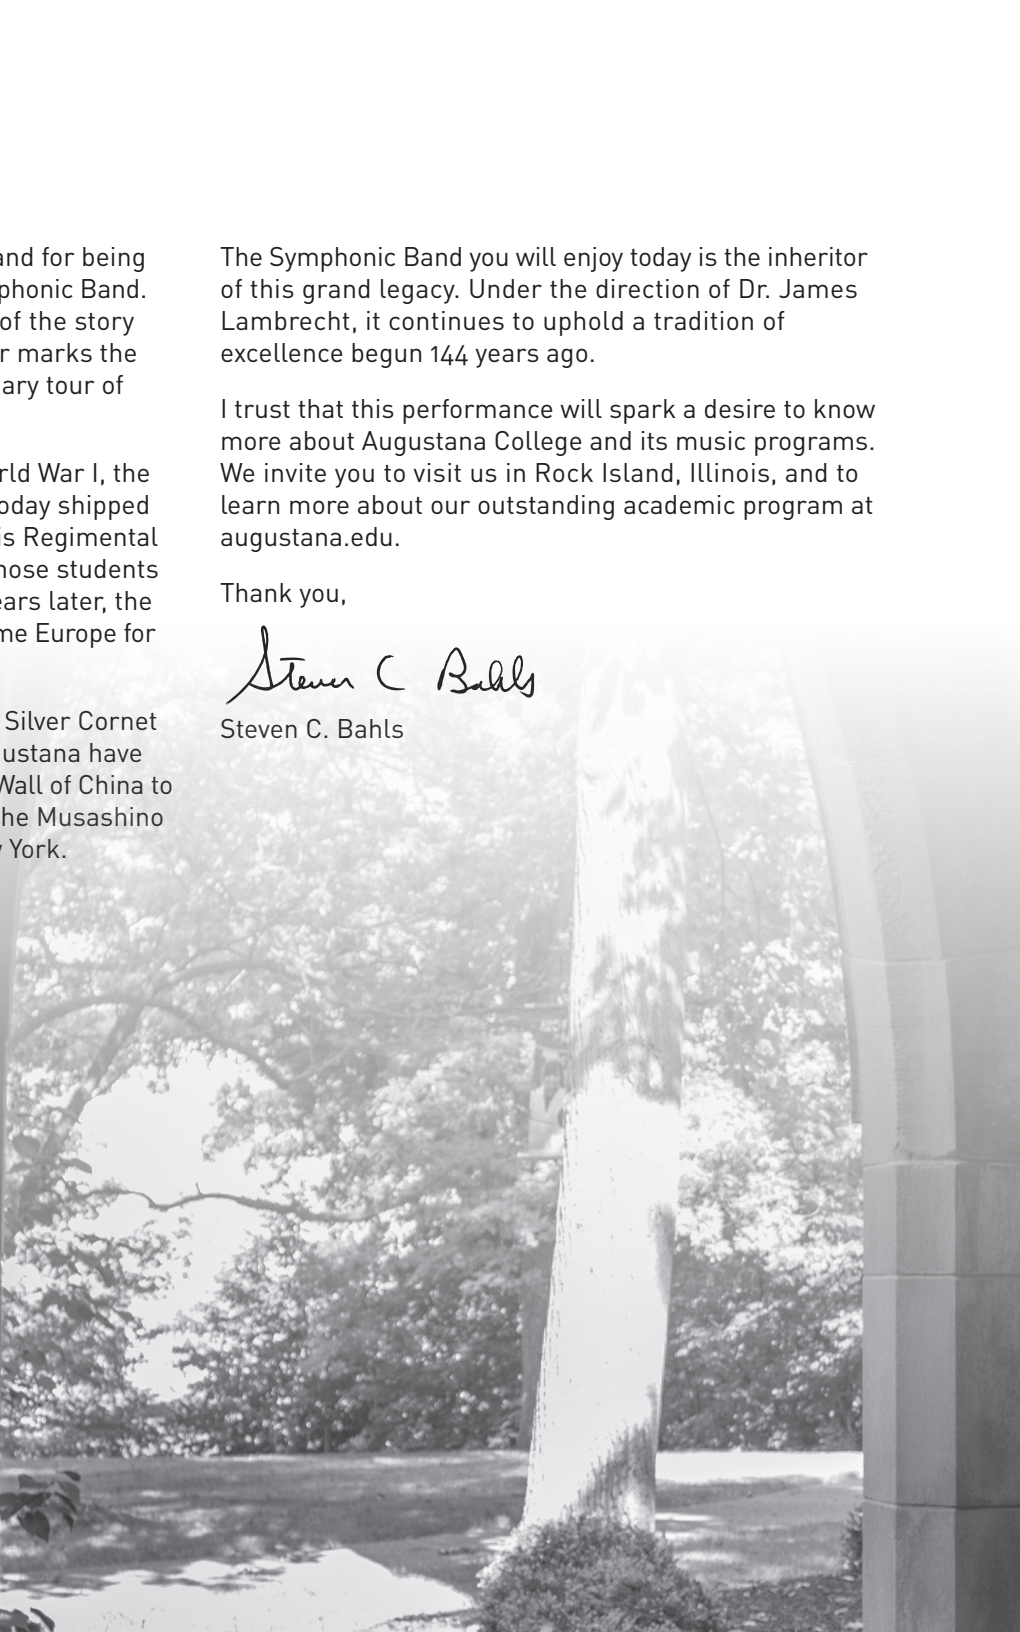 and for being
phonic Band.
of the story
r marks the
ary tour of
rld War I, the
oday shipped
is Regimental
hose students
ears later, the
me Europe for
Silver Cornet
ustana have
Wall of China to
he Musashino
York.
The Symphonic Band you will enjoy today is the inheritor
of this grand legacy. Under the direction of Dr. James
Lambrecht, it continues to uphold a tradition of
excellence begun 144 years ago.
I trust that this performance will spark a desire to know
more about Augustana College and its music programs.
We invite you to visit us in Rock Island, Illinois, and to
learn more about our outstanding academic program at
augustana.edu.
Thank you,
Steven C Bahls
Steven C. Bahls